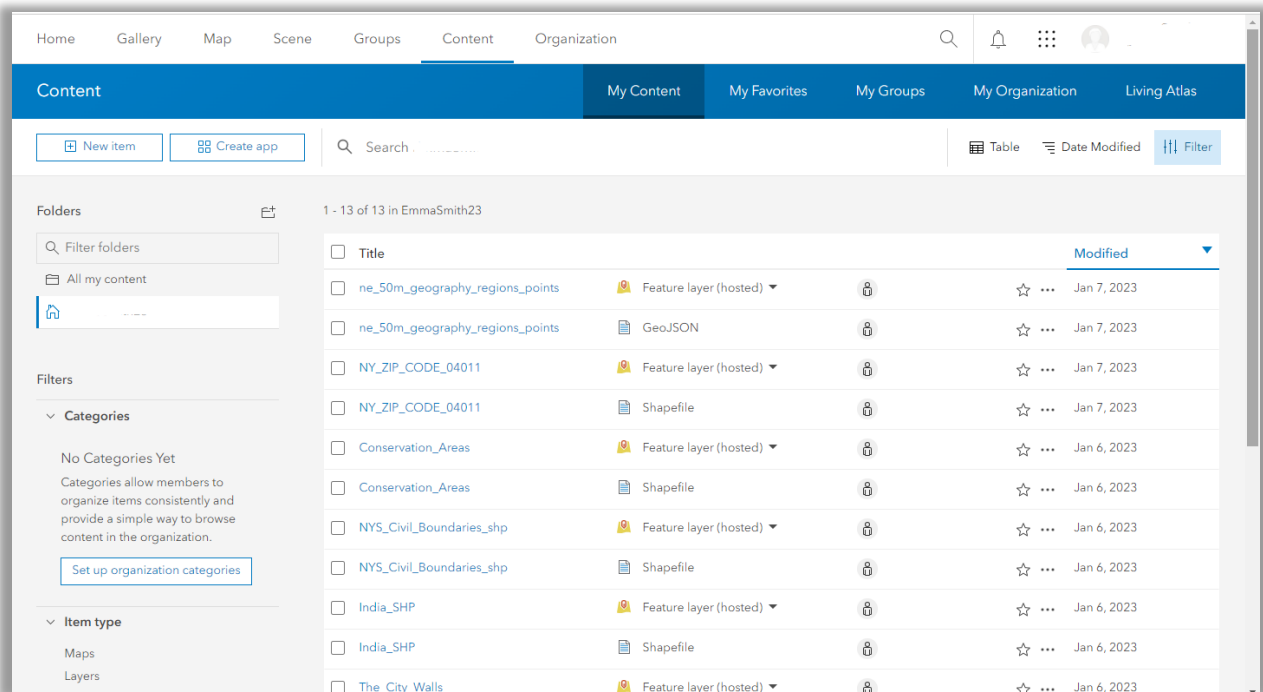 Home Gallery Map Scene Groups Content Organization
Content My Content My Favorites My Groups My Organization Living Atlas
New item Create app Search Table Date Modified Filter
Folders
Filter folders
All my content
Filters
Categories
No Categories Yet
Categories allow members to
organize items consistently and
provide a simple way to browse
content in the organization.
Set up organization categories
Item type
Maps
Layers
1 - 13 of 13 in EmmaSmith23
Title Modified
ne_50m_geography_regions_points Feature layer (hosted) Jan 7, 2023
ne_50m_geography_regions_points GeoJSON Jan 7, 2023
NY_ZIP_CODE_04011 Feature layer (hosted) Jan 7, 2023
NY_ZIP_CODE_04011 Shapefile Jan 7, 2023
Conservation_Areas Feature layer (hosted) Jan 6, 2023
Conservation_Areas Shapefile Jan 6, 2023
NYS_Civil_Boundaries_shp Feature layer (hosted) Jan 6, 2023
NYS_Civil_Boundaries_shp Shapefile Jan 6, 2023
India_SHP Feature layer (hosted) Jan 6, 2023
India_SHP Shapefile Jan 6, 2023
The_City_Walls Feature layer (hosted) Jan 6, 2023